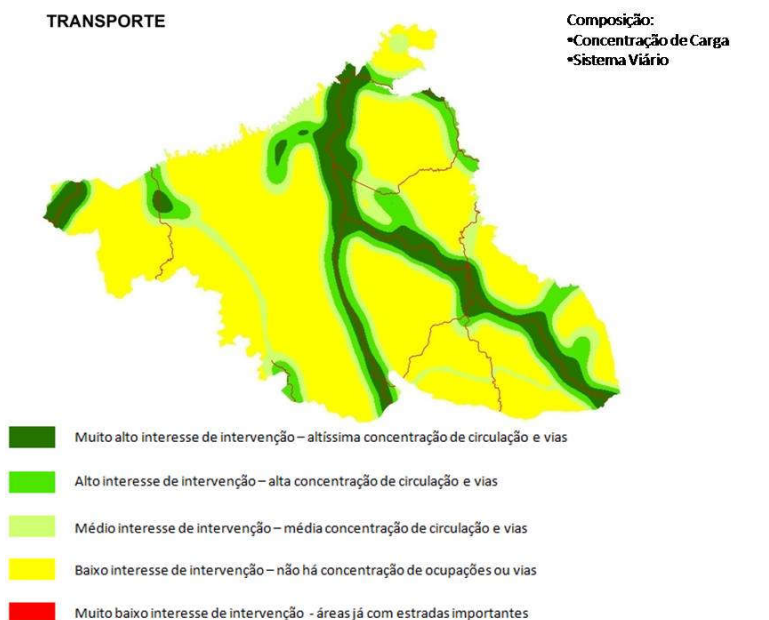 TRANSPORTE
Composição:
•Concentração de Carga
•Sistema Viário
Muito alto interesse de intervenção – altíssima concentração de circulação e vias
Alto interesse de intervenção – alta concentração de circulação e vias
Médio interesse de intervenção – média concentração de circulação e vias
Baixo interesse de intervenção – não há concentração de ocupações ou vias
Muito baixo interesse de intervenção - áreas já com estradas importantes